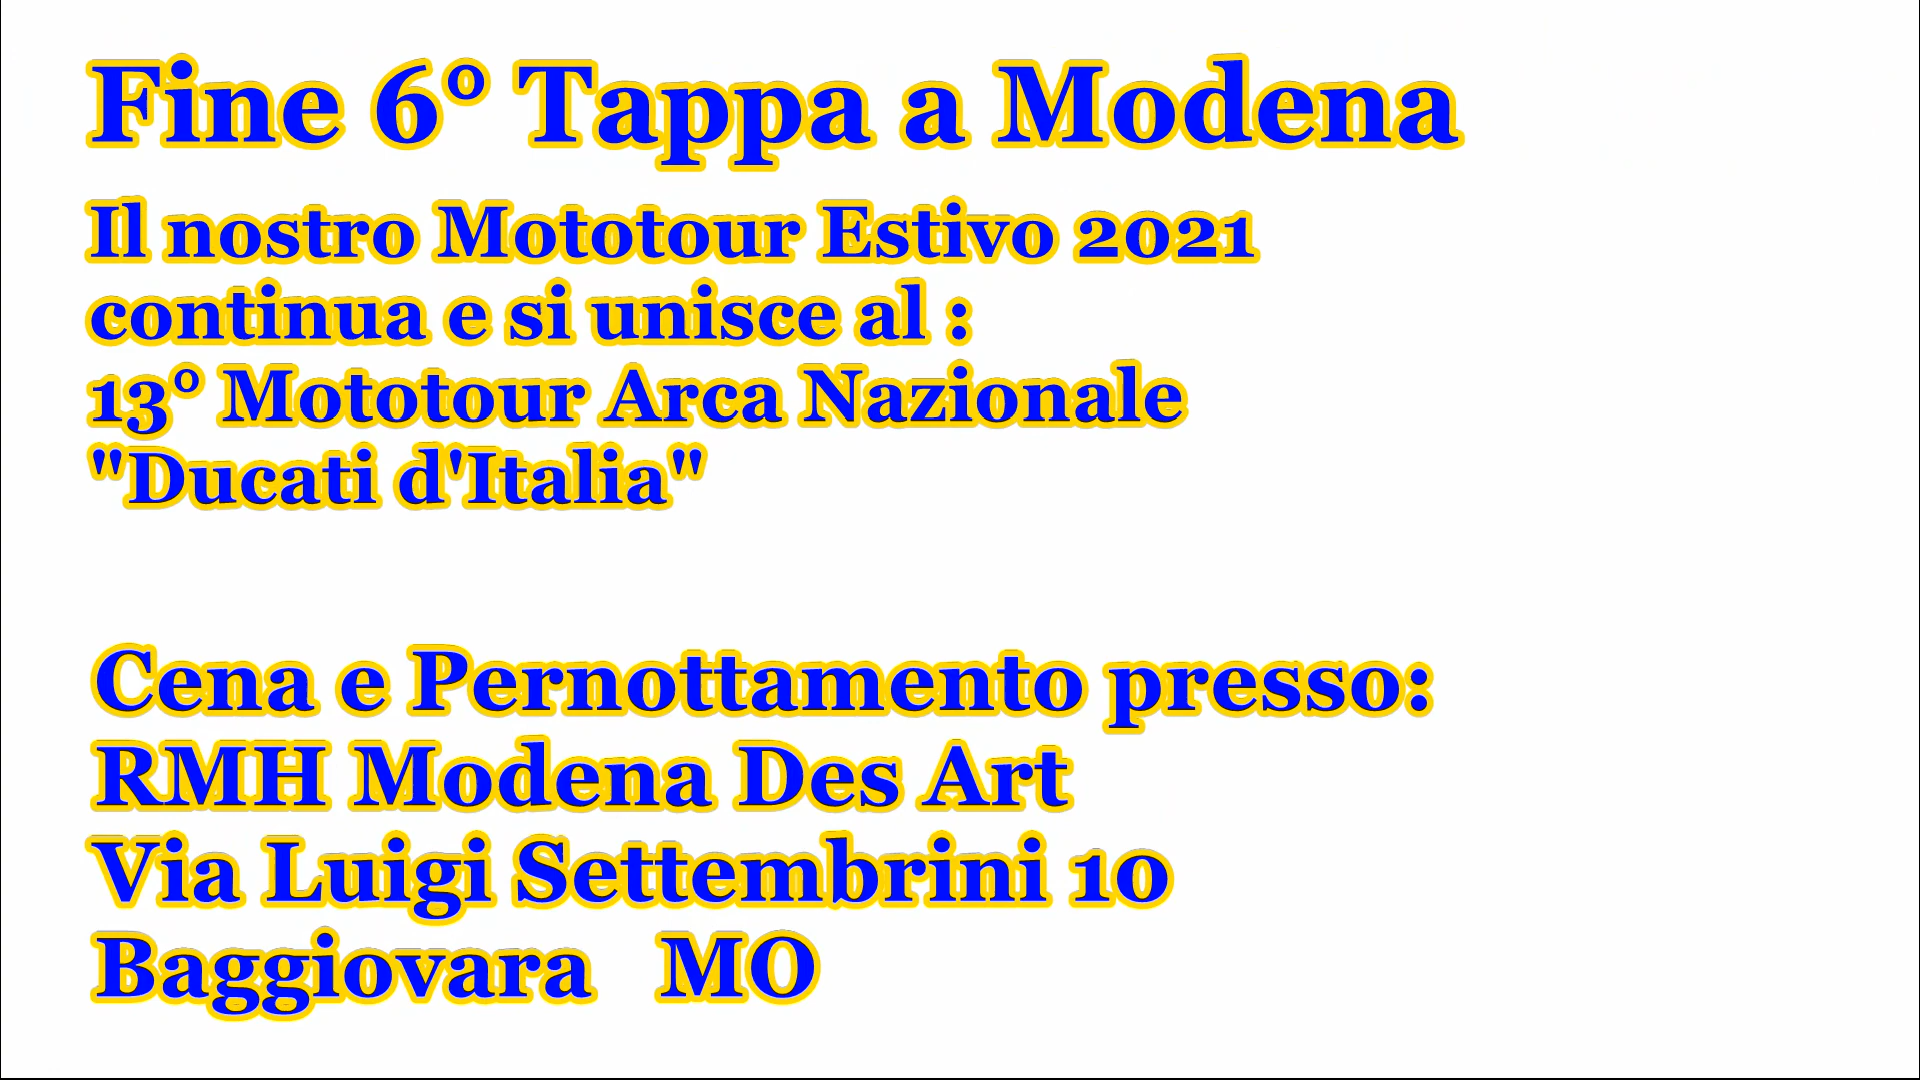 Fine 6° Tappa a Modena
Il nostro Mototour Estivo 2021
continua e si unisce al :
13° Mototour Arca Nazionale
"Ducati d'Italia"
Cena e Pernottamento presso:
RMH Modena Des Art
Via Luigi Settembrini 10
Baggiovara   MO